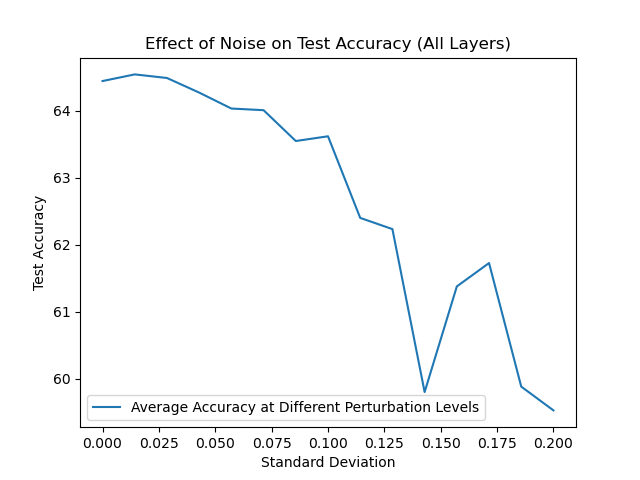 Effect of Noise on Test Accuracy (All Layers)
Test Accuracy
64
63
62
61
60
Average Accuracy at Different Perturbation Levels
0.000 0.025 0.050 0.075 0.100 0.125 0.150 0.175 0.200
Standard Deviation